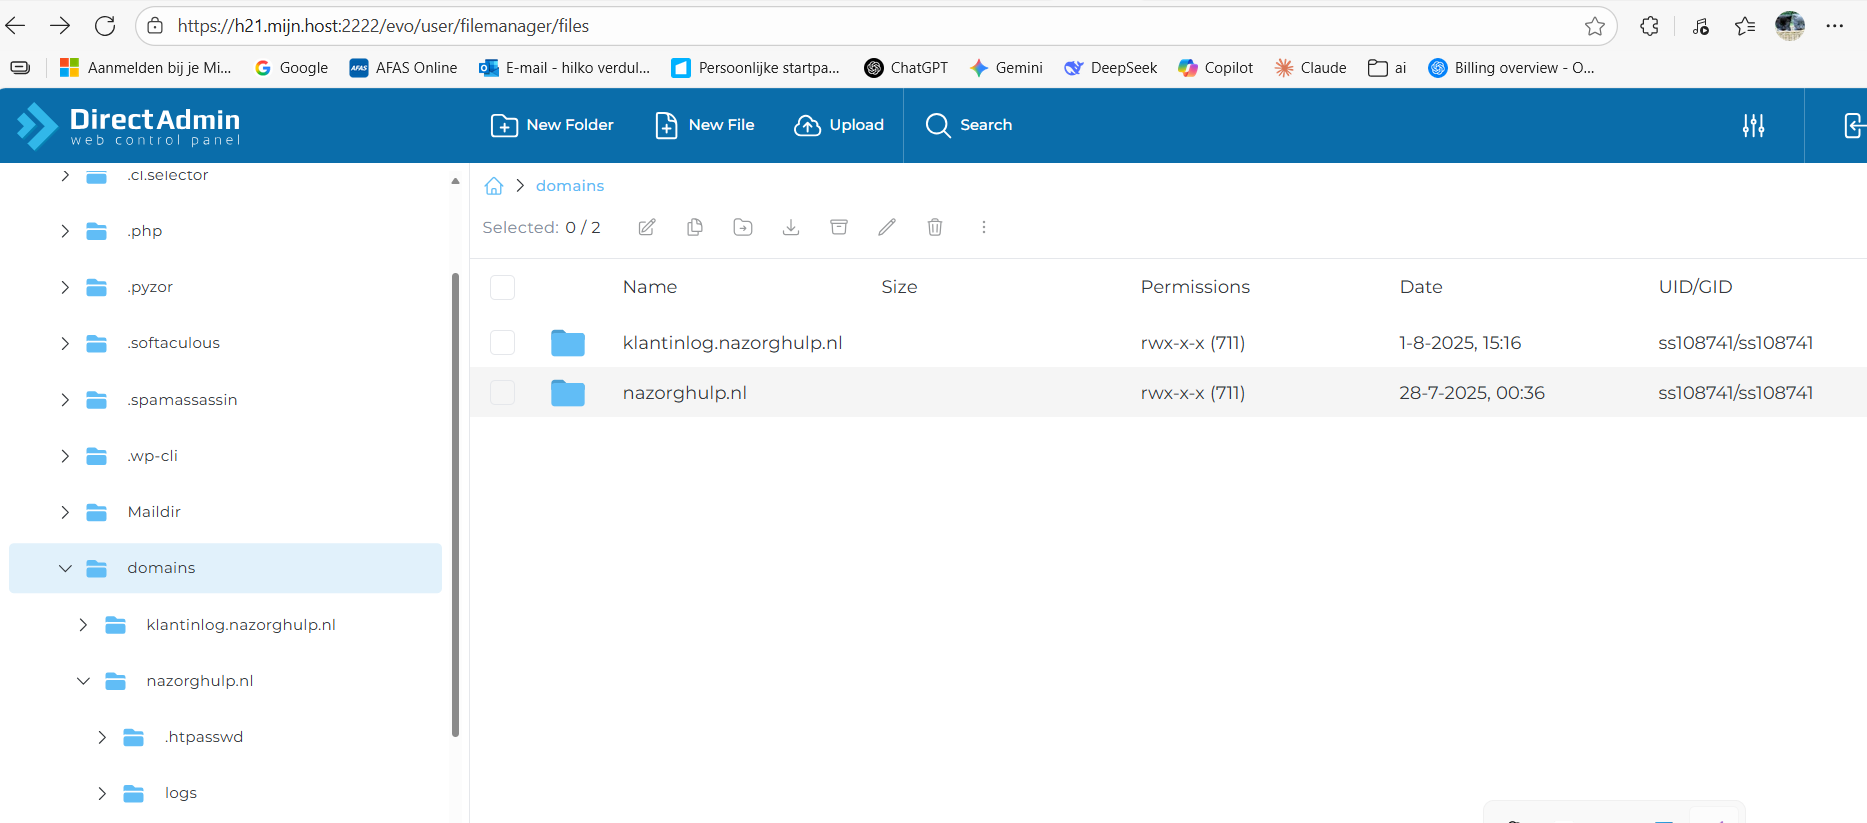 https://h21.mijn.host:2222/evo/user/filemanager/files
Aanmelden bij je Mi... Google AFAS AFAS Online E-mail - hilko verdul... Persoonlijke startpa... ChatGPT Gemini DeepSeek Copilot Claude ai Billing overview - O...
DirectAdmin
web control panel
New Folder New File Upload Search
.cl.selector
.php
.pyzor
.softaculous
.spamassassin
.wp-cli
Maildir
domains
klantinlog.nazorghulp.nl
nazorghulp.nl
.htpasswd
logs
domains
Selected: 0 / 2
Name Size Permissions Date UID/GID
klantinlog.nazorghulp.nl rwx-x-x (711) 1-8-2025, 15:16 ss108741/ss108741
nazorghulp.nl rwx-x-x (711) 28-7-2025, 00:36 ss108741/ss108741